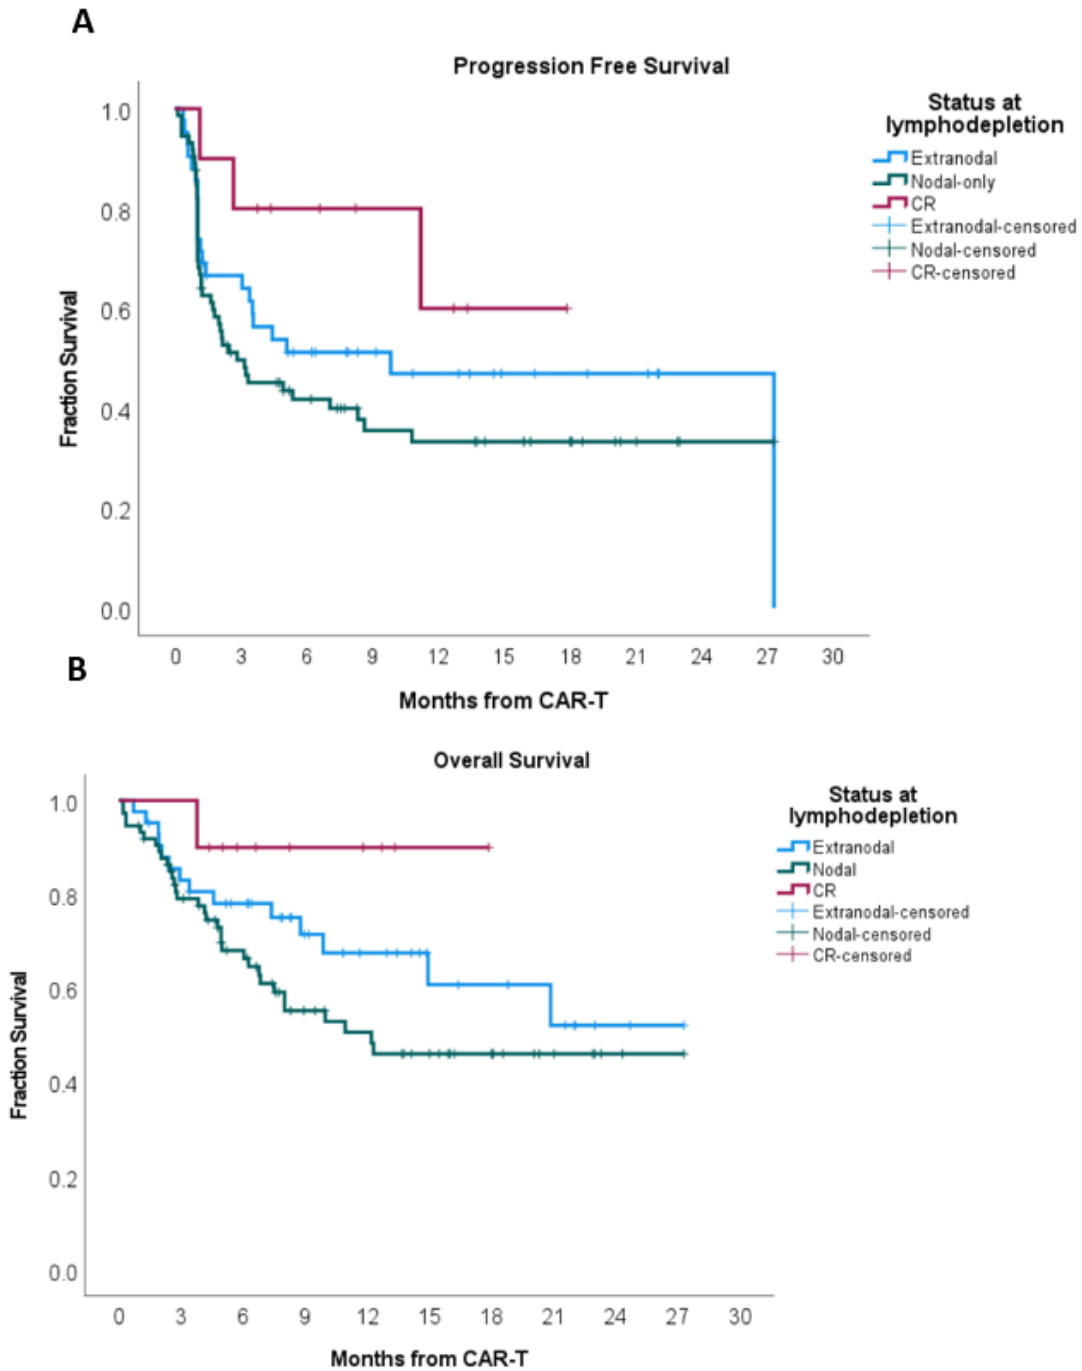 A
Progression Free Survival
Status at
lymphodepletion
Extranodal
Nodal-only
CR
Extranodal-censored
Nodal-censored
CR-censored
Fraction Survival
1.0
0.8
0.6
0.4
0.2
0.0
0 3 6 9 12 15 18 21 24 27 30
Months from CAR-T
B
Overall Survival
Status at
lymphodepletion
Extranodal
Nodal
CR
Extranodal-censored
Nodal-censored
CR-censored
Fraction Survival
1.0
0.8
0.6
0.4
0.2
0.0
0 3 6 9 12 15 18 21 24 27 30
Months from CAR-T